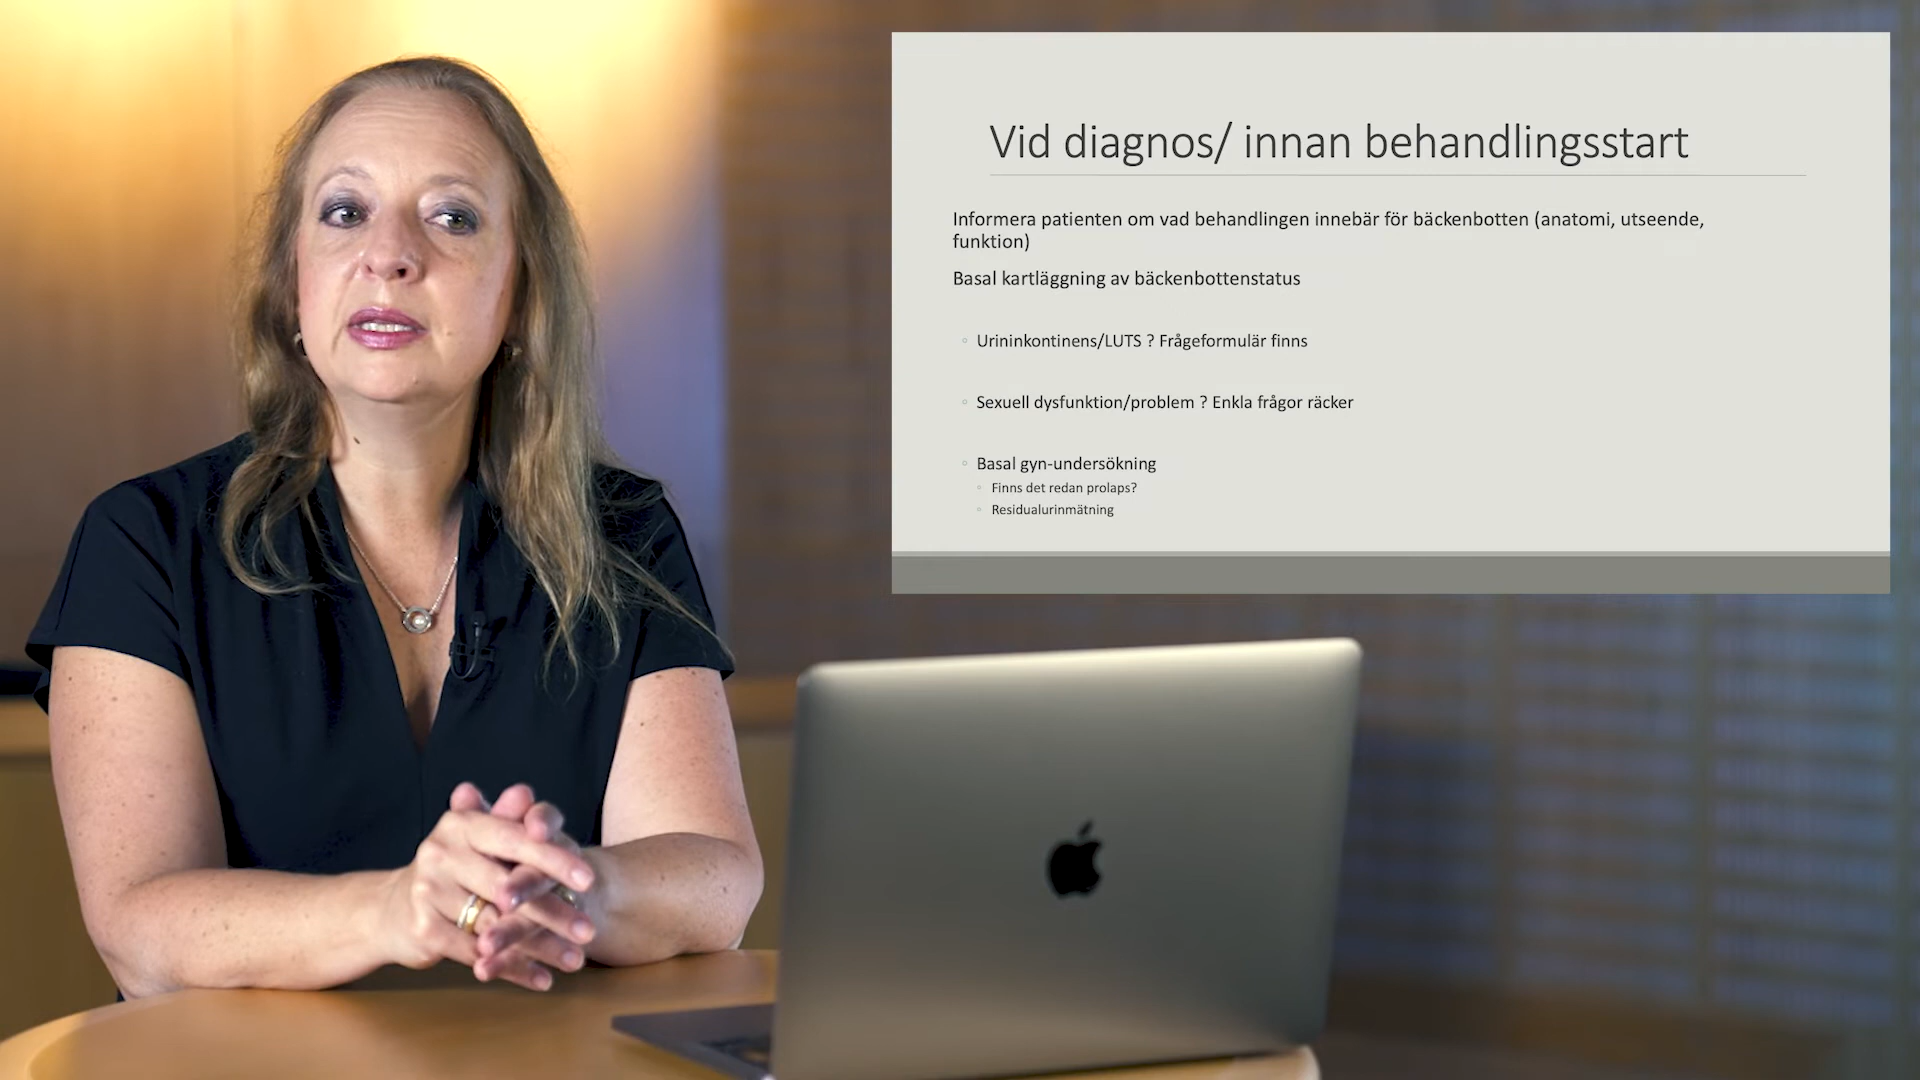 Vid diagnos/ innan behandlingsstart
Informera patienten om vad behandlingen innebär för bäckenbotten (anatomi, utseende,
funktion)
Basal kartläggning av bäckenbottenstatus
Urininkontinens/LUTS ? Frågeformulär finns
Sexuell dysfunktion/problem ? Enkla frågor räcker
Basal gyn-undersökning
Finns det redan prolaps?
Residualurinmätning